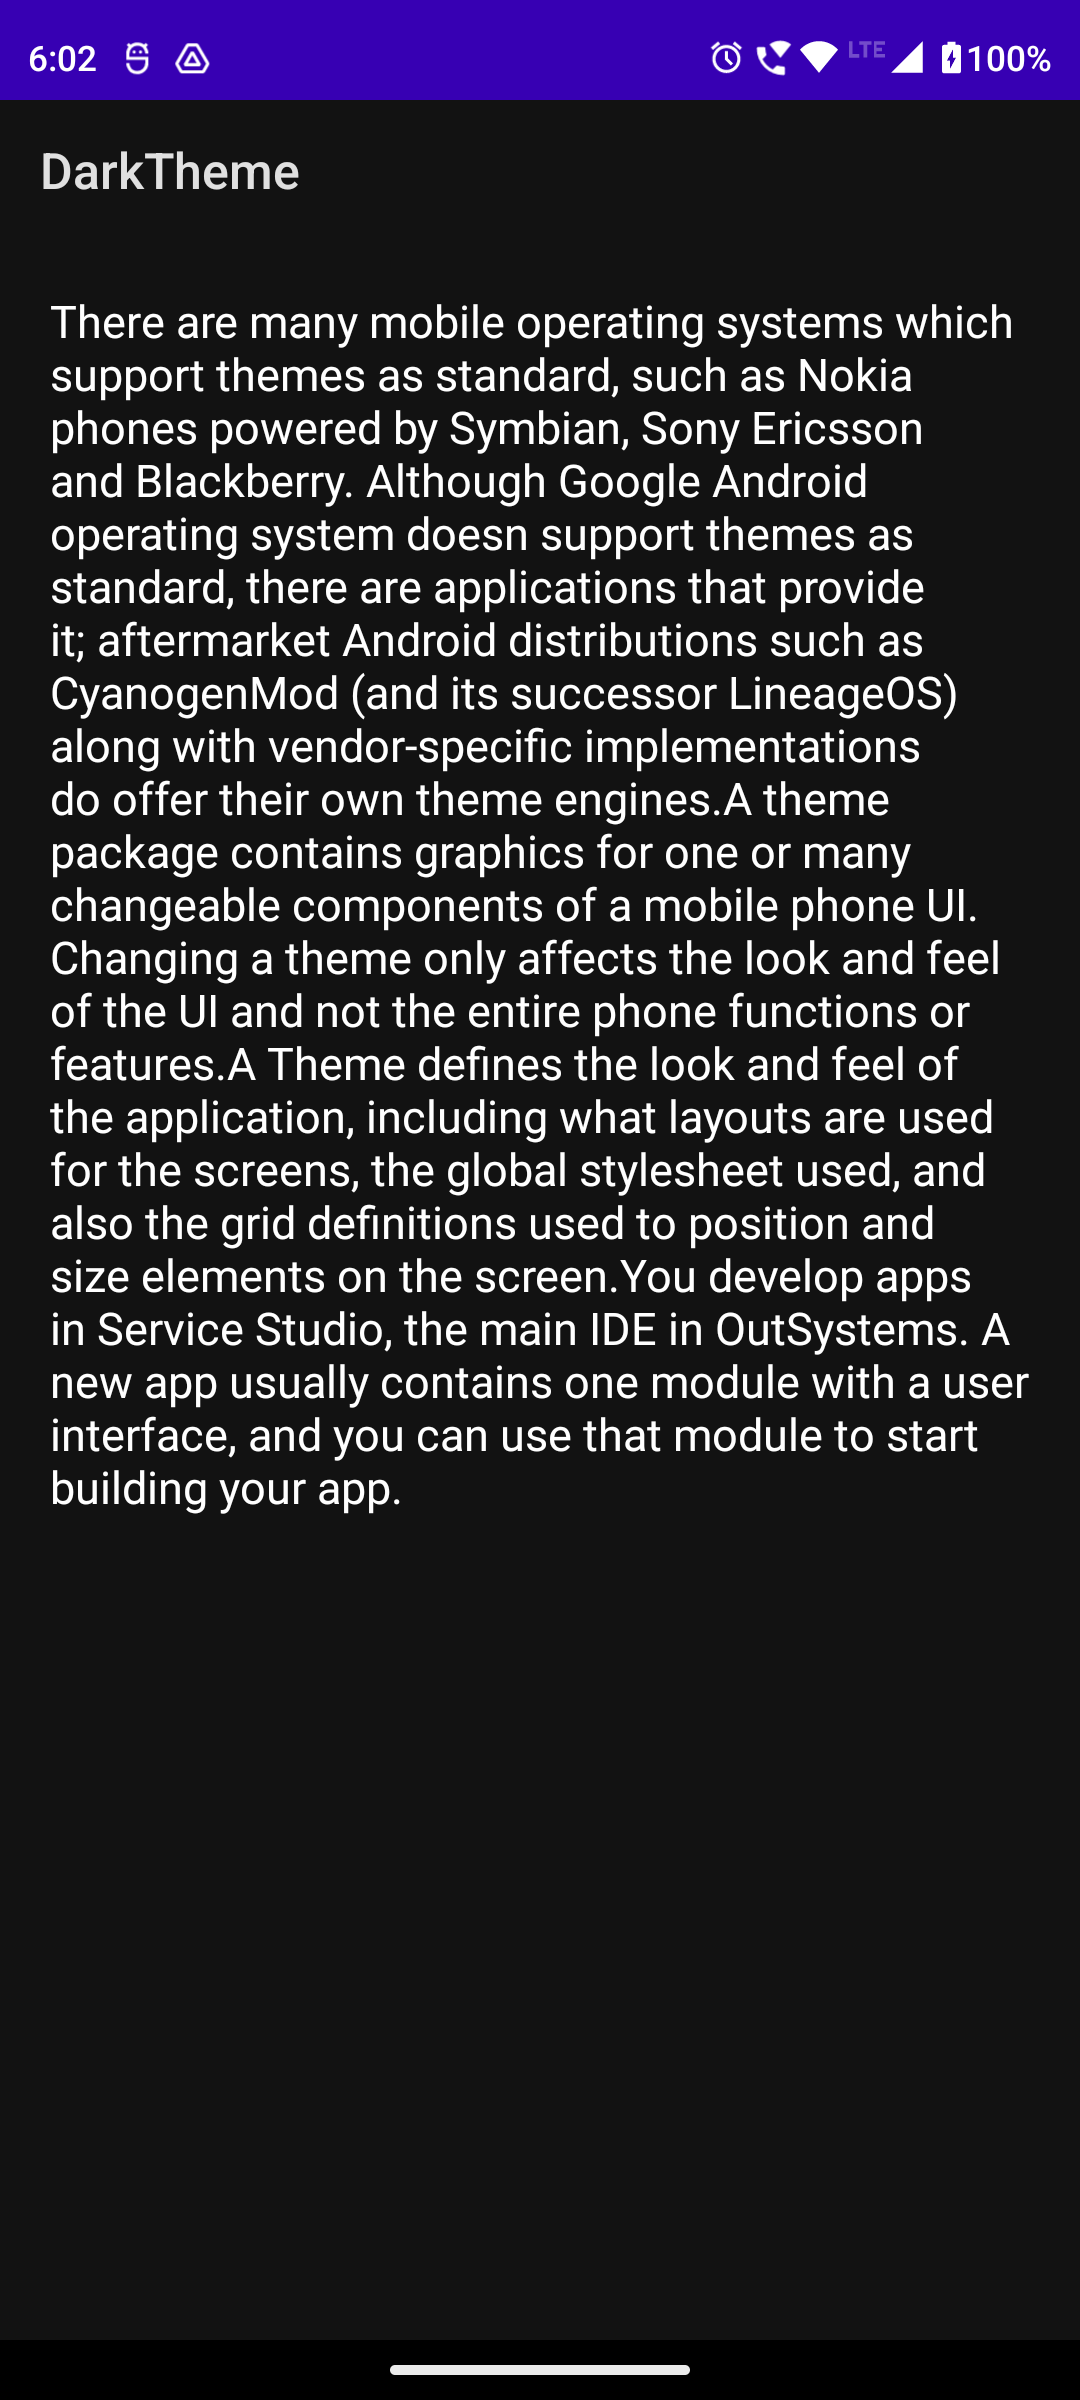 6:02
LTE
100%
DarkTheme
There are many mobile operating systems which
support themes as standard, such as Nokia
phones powered by Symbian, Sony Ericsson
and Blackberry. Although Google Android
operating system doesn support themes as
standard, there are applications that provide
it; aftermarket Android distributions such as
CyanogenMod (and its successor LineageOS)
along with vendor-specific implementations
do offer their own theme engines.A theme
package contains graphics for one or many
changeable components of a mobile phone UI.
Changing a theme only affects the look and feel
of the UI and not the entire phone functions or
features.A Theme defines the look and feel of
the application, including what layouts are used
for the screens, the global stylesheet used, and
also the grid definitions used to position and
size elements on the screen.You develop apps
in Service Studio, the main IDE in OutSystems. A
new app usually contains one module with a user
interface, and you can use that module to start
building your app.